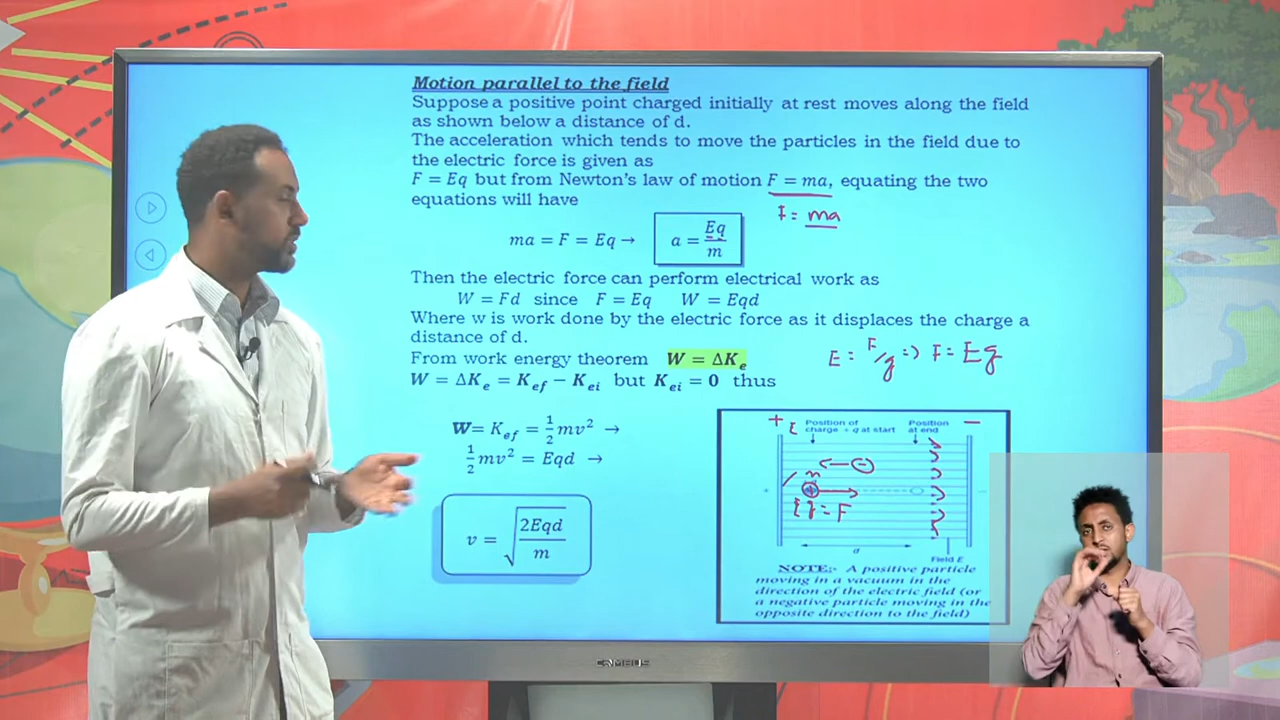 Motion parallel to the field
Suppose a positive point charged initially at rest moves along the field
as shown below a distance of d.
The acceleration which tends to move the particles in the field due to
the electric force is given as
F = Eq but from Newton's law of motion F = ma, equating the two
equations will have
F = ma
ma = F = Eq → a = Eq/m
Then the electric force can perform electrical work as
W = Fd since F = Eq W = Eqd
Where w is work done by the electric force as it displaces the charge a
distance of d.
From work energy theorem W = ΔKe
E = F/q => F = Eq
W = ΔKe = Kef − Kei but Kei = 0 thus
W= Kef = 1/2 mv² →
1/2 mv² = Eqd →
v = √(2Eqd/m)
+ E Position of Position −
charge + q at start at end
m
+ −
Eq = F
d
Field E
NOTE:- A positive particle
moving in a vacuum in the
direction of the electric field (or
a negative particle moving in the
opposite direction to the field)